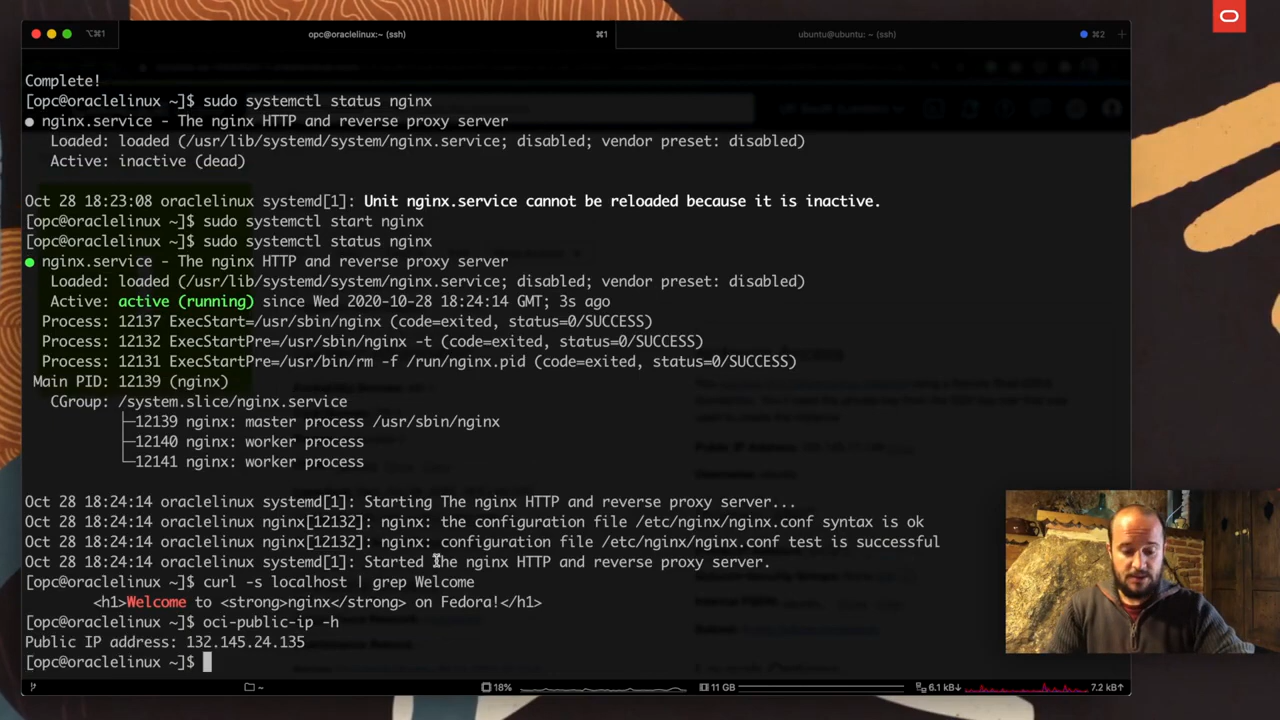 ⌥⌘1
opc@oraclelinux:~ (ssh)
⌘1
ubuntu@ubuntu: ~ (ssh)
⌘2
Complete!
[opc@oraclelinux ~]$ sudo systemctl status nginx
● nginx.service - The nginx HTTP and reverse proxy server
Loaded: loaded (/usr/lib/systemd/system/nginx.service; disabled; vendor preset: disabled)
Active: inactive (dead)
Oct 28 18:23:08 oraclelinux systemd[1]: Unit nginx.service cannot be reloaded because it is inactive.
[opc@oraclelinux ~]$ sudo systemctl start nginx
[opc@oraclelinux ~]$ sudo systemctl status nginx
● nginx.service - The nginx HTTP and reverse proxy server
Loaded: loaded (/usr/lib/systemd/system/nginx.service; disabled; vendor preset: disabled)
Active: active (running) since Wed 2020-10-28 18:24:14 GMT; 3s ago
Process: 12137 ExecStart=/usr/sbin/nginx (code=exited, status=0/SUCCESS)
Process: 12132 ExecStartPre=/usr/sbin/nginx -t (code=exited, status=0/SUCCESS)
Process: 12131 ExecStartPre=/usr/bin/rm -f /run/nginx.pid (code=exited, status=0/SUCCESS)
Main PID: 12139 (nginx)
CGroup: /system.slice/nginx.service
├─12139 nginx: master process /usr/sbin/nginx
├─12140 nginx: worker process
└─12141 nginx: worker process
Oct 28 18:24:14 oraclelinux systemd[1]: Starting The nginx HTTP and reverse proxy server...
Oct 28 18:24:14 oraclelinux nginx[12132]: nginx: the configuration file /etc/nginx/nginx.conf syntax is ok
Oct 28 18:24:14 oraclelinux nginx[12132]: nginx: configuration file /etc/nginx/nginx.conf test is successful
Oct 28 18:24:14 oraclelinux systemd[1]: Started The nginx HTTP and reverse proxy server.
[opc@oraclelinux ~]$ curl -s localhost | grep Welcome
<h1>Welcome to <strong>nginx</strong> on Fedora!</h1>
[opc@oraclelinux ~]$ oci-public-ip -h
Public IP address: 132.145.24.135
[opc@oraclelinux ~]$
~
18%
11 GB
6.1 kB↓
7.2 kB↑